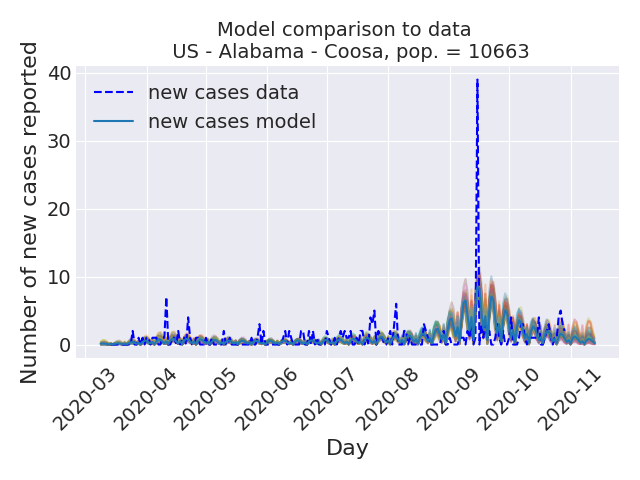 Model comparison to data
US - Alabama - Coosa, pop. = 10663
Number of new cases reported
40
30
20
10
0
new cases data
new cases model
2020-03
2020-04
2020-05
2020-06
2020-07
2020-08
2020-09
2020-10
2020-11
Day